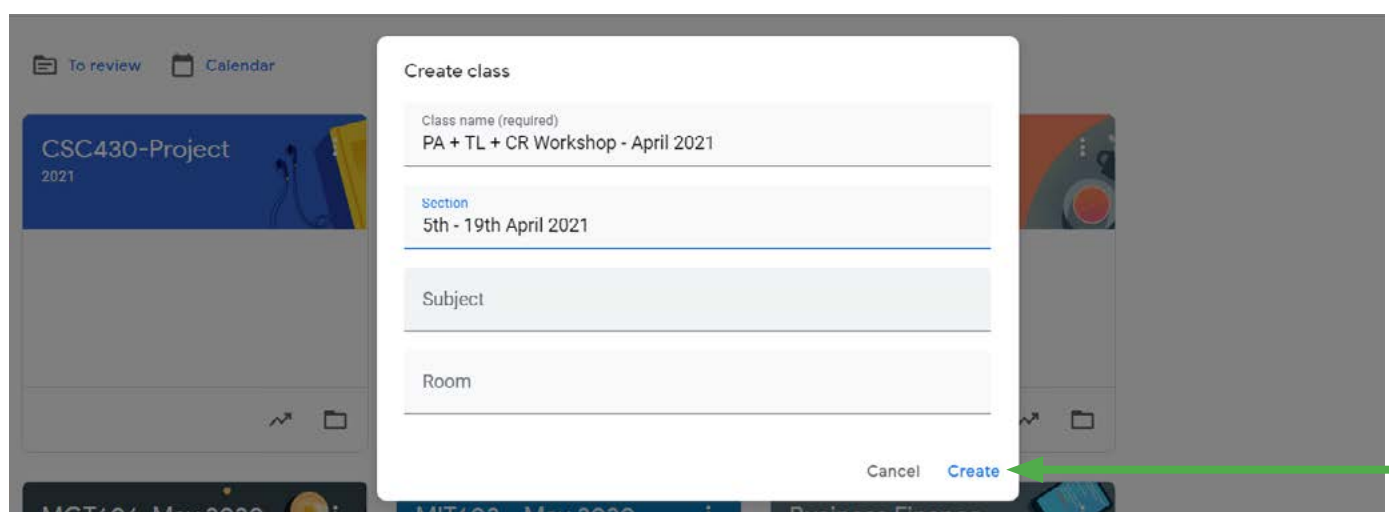 To review Calendar
Create class
Class name (required)
PA + TL + CR Workshop - April 2021
CSC430-Project
2021
Section
5th - 19th April 2021
Subject
Room
Cancel Create